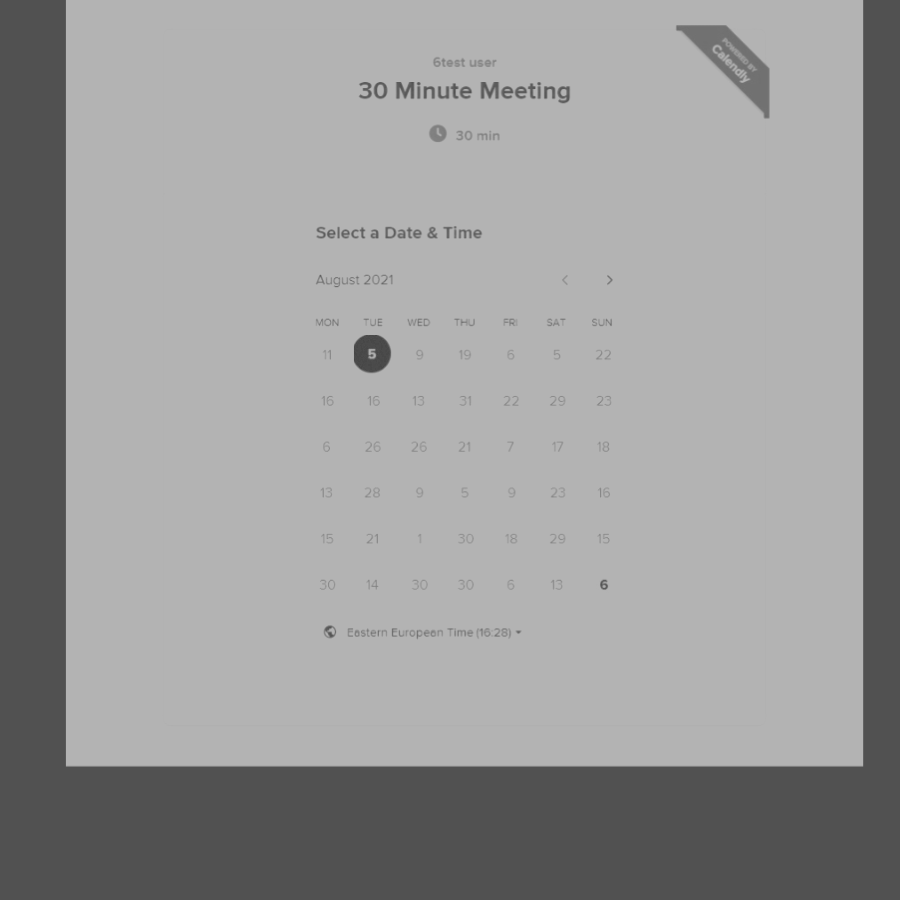 POWERED BY
Calendly
6test user
30 Minute Meeting
30 min
Select a Date & Time
August 2021
MON TUE WED THU FRI SAT SUN
11 5 9 19 6 5 22
16 16 13 31 22 29 23
6 26 26 21 7 17 18
13 28 9 5 9 23 16
15 21 1 30 18 29 15
30 14 30 30 6 13 6
Eastern European Time (16:28)